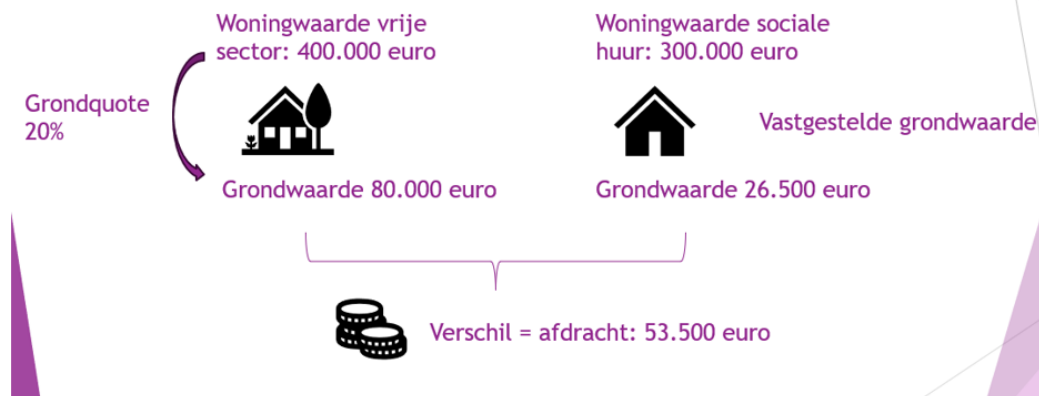 Woningwaarde vrije
sector: 400.000 euro
Woningwaarde sociale
huur: 300.000 euro
Grondquote
20%
Vastgestelde grondwaarde
Grondwaarde 80.000 euro
Grondwaarde 26.500 euro
Verschil = afdracht: 53.500 euro